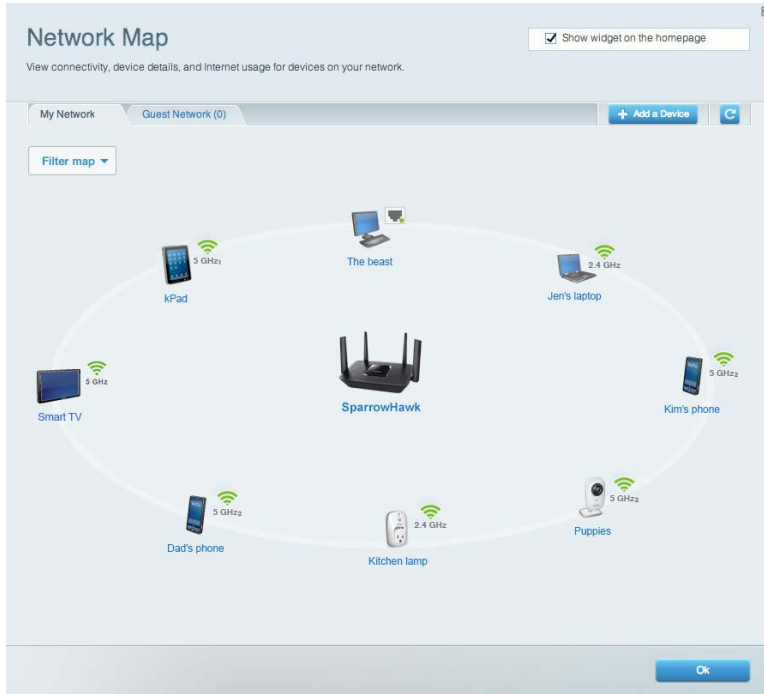 Network Map
Show widget on the homepage
View connectivity, device details, and Internet usage for devices on your network.
My Network
Guest Network (0)
Add a Device
Filter map
The beast
5 GHz1
kPad
2.4 GHz
Jen's laptop
5 GHz
Smart TV
SparrowHawk
5 GHz2
Kim's phone
5 GHz2
Dad's phone
2.4 GHz
Kitchen lamp
5 GHz2
Puppies
Ok